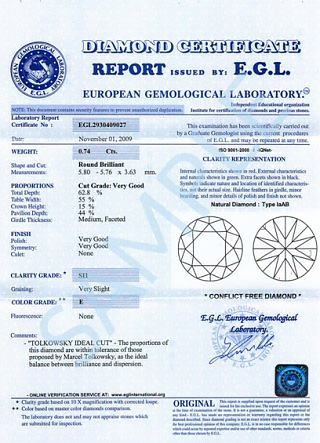 DIAMOND CERTIFICATE
REPORT ISSUED BY: E.G.L.
EUROPEAN GEMOLOGICAL LABORATORY.
NOTE: This document contains security features to prevent unauthorized duplication.
Independent Educational organization
Institute for certification of diamonds and precious stones.
Laboratory Report
Certificate No : EGL2930409027
Date: November 01, 2009
This examination has been scientifically carried out
by a Graduate Gemologist using the current procedures
of E.G.L. and may be repeated at any time.
WEIGHT: 0.74 Cts.
ISO 9001-2000
CLARITY REPRESENTATION
Shape and Cut: Round Brilliant
Measurements: 5.80 - 5.76 x 3.63 mm.
Internal characteristics shown in red. External characteristics
and naturals shown in green. Extra facets shown in black.
Symbols indicate nature and location of identified characteristics,
not their actual size. Hairline feathers in girdle, minor
bearding, and minor details of polish and finish not shown.
PROPORTIONS Cut Grade: Very Good
Total Depth: 62.8 %
Table Width: 55 %
Crown Height: 15 %
Pavilion Depth: 44 %
Girdle Thickness: Medium, Faceted
Natural Diamond : Type IaAB
FINISH
Polish: Very Good
Symmetry: Very Good
Culet: None
CLARITY GRADE: * SI1
Graining: Very Slight
COLOR GRADE: ** E
* CONFLICT FREE DIAMOND *
Fluorescence: None
E.G.L. European Gemological
Laboratory.
Comments:
- "TOLKOWSKY IDEAL CUT" - The proportions of
this diamond are within tolerance of those
proposed by Marcel Tolkowsky, as the ideal
balance between brilliance and dispersion.
- ONLINE VERIFICATION SERVICE AT: www.eglinternational.org
* Clarity grade based on 10 X magnification with corrected loupe.
** Color based on master color diamonds comparison.
The laboratory does not and may not appraise stones which
are submitted for inspection.
ORIGINAL
SAMPLE